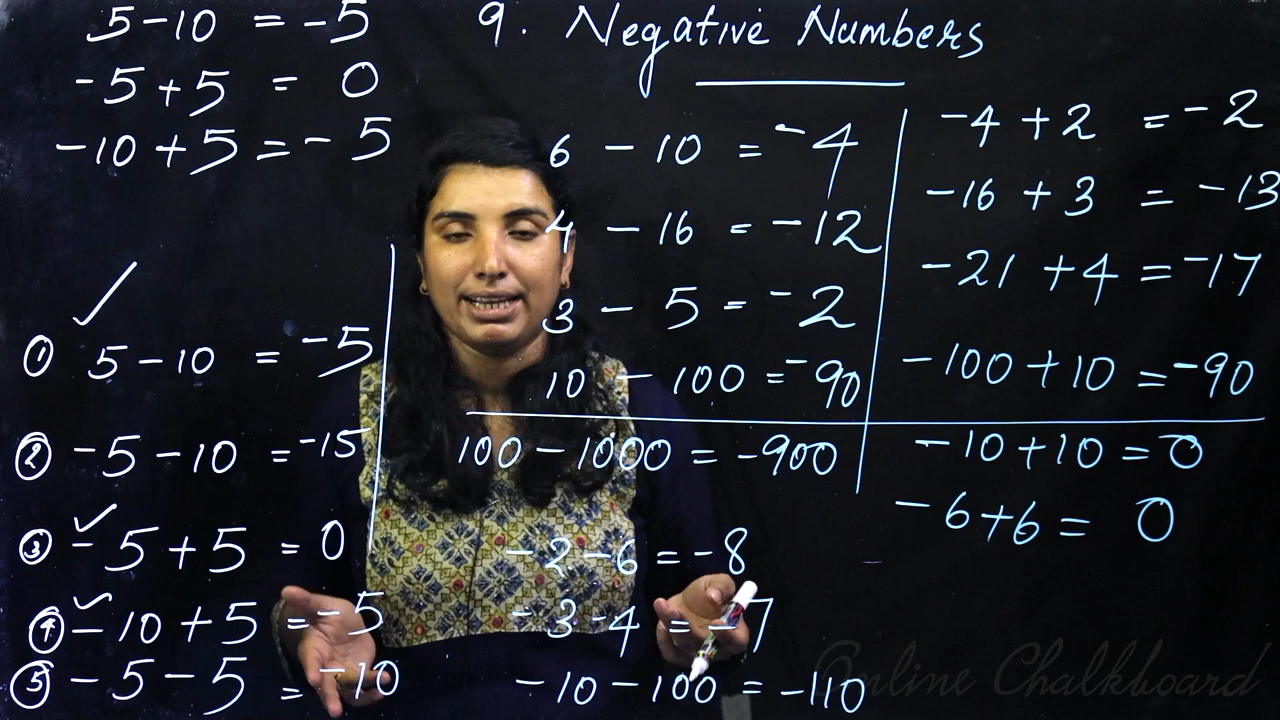 9. Negative Numbers
5-10 = -5
-5+5 = 0
-10+5 = -5
① 5-10 = -5
② -5-10 = -15
③ -5+5 = 0
④ -10+5 = -5
⑤ -5-5 = -10
6 - 10 = -4
4 - 16 = -12
3 - 5 = -2
10 - 100 = -90
100 - 1000 = -900
-2-6 = -8
-3-4 = -7
-10-100 = -110
-4+2 = -2
-16+3 = -13
-21+4 = -17
-100+10 = -90
-10+10 = 0
-6+6 = 0
Online Chalkboard